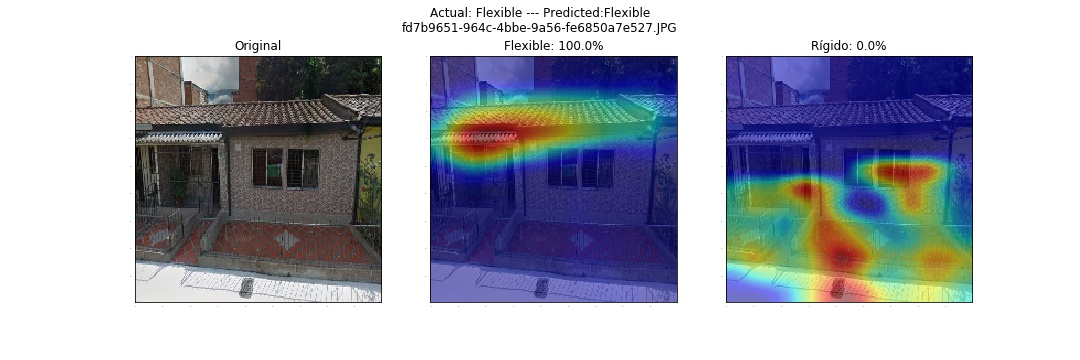 Actual: Flexible --- Predicted:Flexible
fd7b9651-964c-4bbe-9a56-fe6850a7e527.JPG
Original
Flexible: 100.0%
Rígido: 0.0%